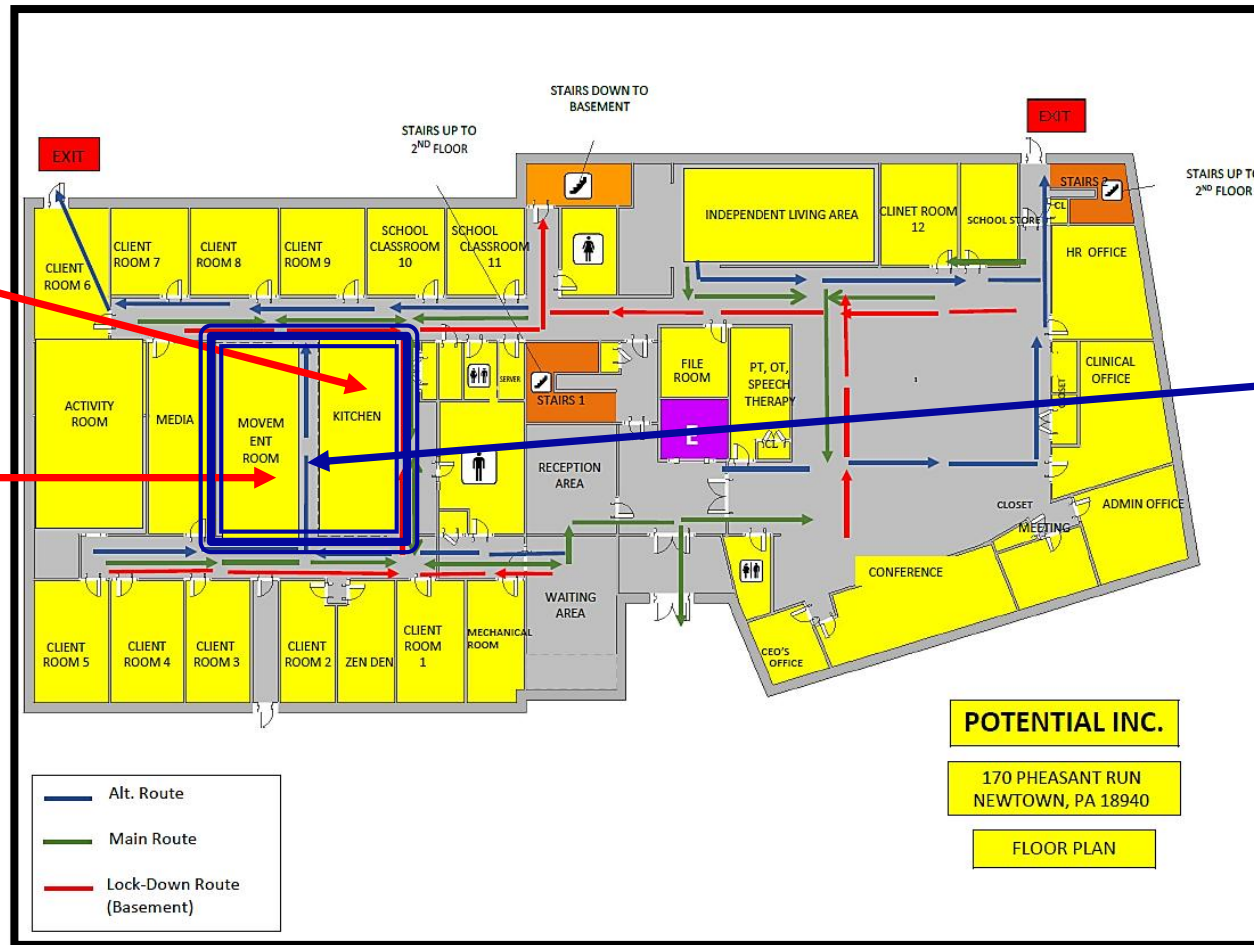 STAIRS DOWN TO
BASEMENT
STAIRS UP TO
2ND FLOOR
EXIT
EXIT
STAIRS UP TO
2ND FLOOR
STAIRS 2
CL
CLIENT
ROOM 6
CLIENT
ROOM 7
CLIENT
ROOM 8
CLIENT
ROOM 9
SCHOOL
CLASSROOM
10
SCHOOL
CLASSROOM
11
INDEPENDENT LIVING AREA
CLINET ROOM
12
SCHOOL STORE
HR OFFICE
ACTIVITY
ROOM
MEDIA
MOVEM
ENT
ROOM
KITCHEN
SERVER
STAIRS 1
FILE
ROOM
E
PT, OT,
SPEECH
THERAPY
CL
CLINICAL
OFFICE
CLOSET
RECEPTION
AREA
WAITING
AREA
CLOSET
MEETING
ADMIN OFFICE
CONFERENCE
CEO'S
OFFICE
CLIENT
ROOM 5
CLIENT
ROOM 4
CLIENT
ROOM 3
CLIENT
ROOM 2
ZEN DEN
CLIENT
ROOM
1
MECHANICAL
ROOM
POTENTIAL INC.
170 PHEASANT RUN
NEWTOWN, PA 18940
FLOOR PLAN
Alt. Route
Main Route
Lock-Down Route
(Basement)